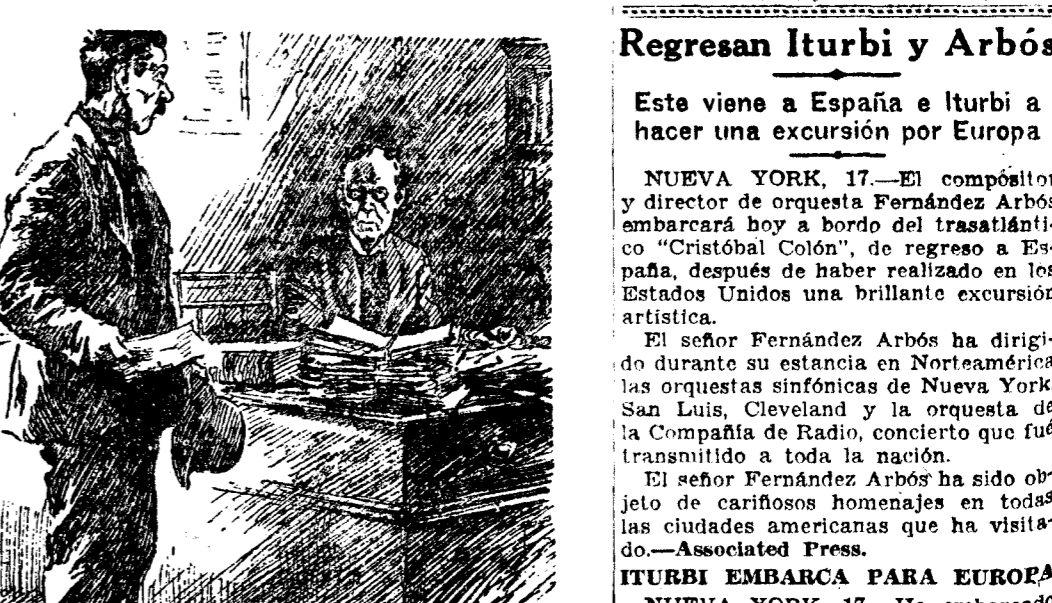 Regresan Iturbi y Arbós
Este viene a España e Iturbi a
hacer una excursión por Europa
NUEVA YORK, 17.—El compositor
y director de orquesta Fernández Arbós
embarcará hoy a bordo del trasatlánti-
co "Cristóbal Colón", de regreso a Es-
paña, después de haber realizado en los
Estados Unidos una brillante excursión
artística.
El señor Fernández Arbós ha dirigi-
do durante su estancia en Norteamérica
las orquestas sinfónicas de Nueva York
San Luis, Cleveland y la orquesta de
la Compañía de Radio, concierto que fué
transmitido a toda la nación.
El señor Fernández Arbós ha sido ob-
jeto de cariñosos homenajes en todas
las ciudades americanas que ha visita-
do.—Associated Press.
ITURBI EMBARCA PARA EUROPA
NUEVA YORK, 17.—Ha embarcado